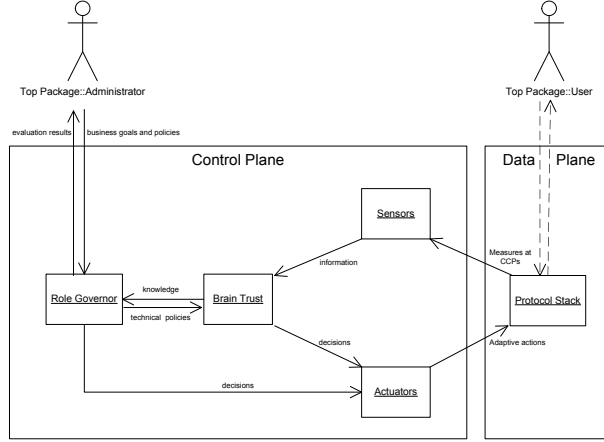 Top Package::Administrator
Top Package::User
evaluation results
business goals and policies
Control Plane
Data Plane
Sensors
Measures at
CCPs
information
Role Governor
knowledge
technical policies
Brain Trust
Protocol Stack
decisions
Adaptive actions
decisions
Actuators